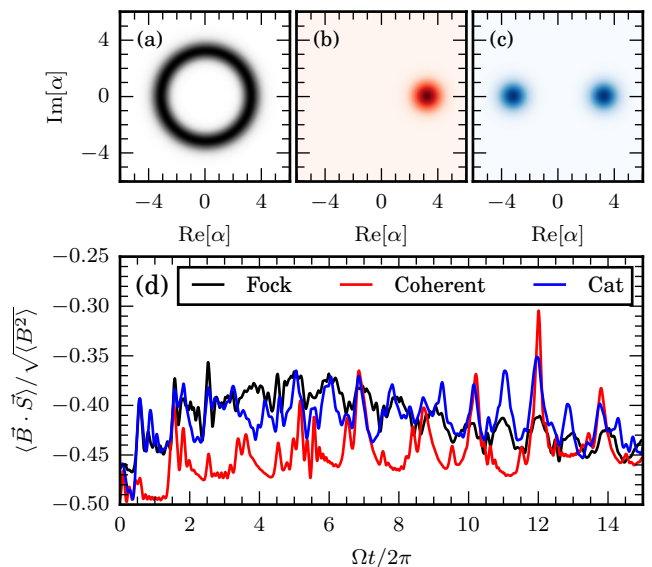 (a) (b) (c)
Im[α]
4
0
−4
−4 0 4 −4 0 4 −4 0 4
Re[α] Re[α] Re[α]
(d) Fock Coherent Cat
⟨B⃗ · S⃗⟩/√⟨B²⟩
−0.25
−0.30
−0.35
−0.40
−0.45
−0.50
0 2 4 6 8 10 12 14
Ωt/2π